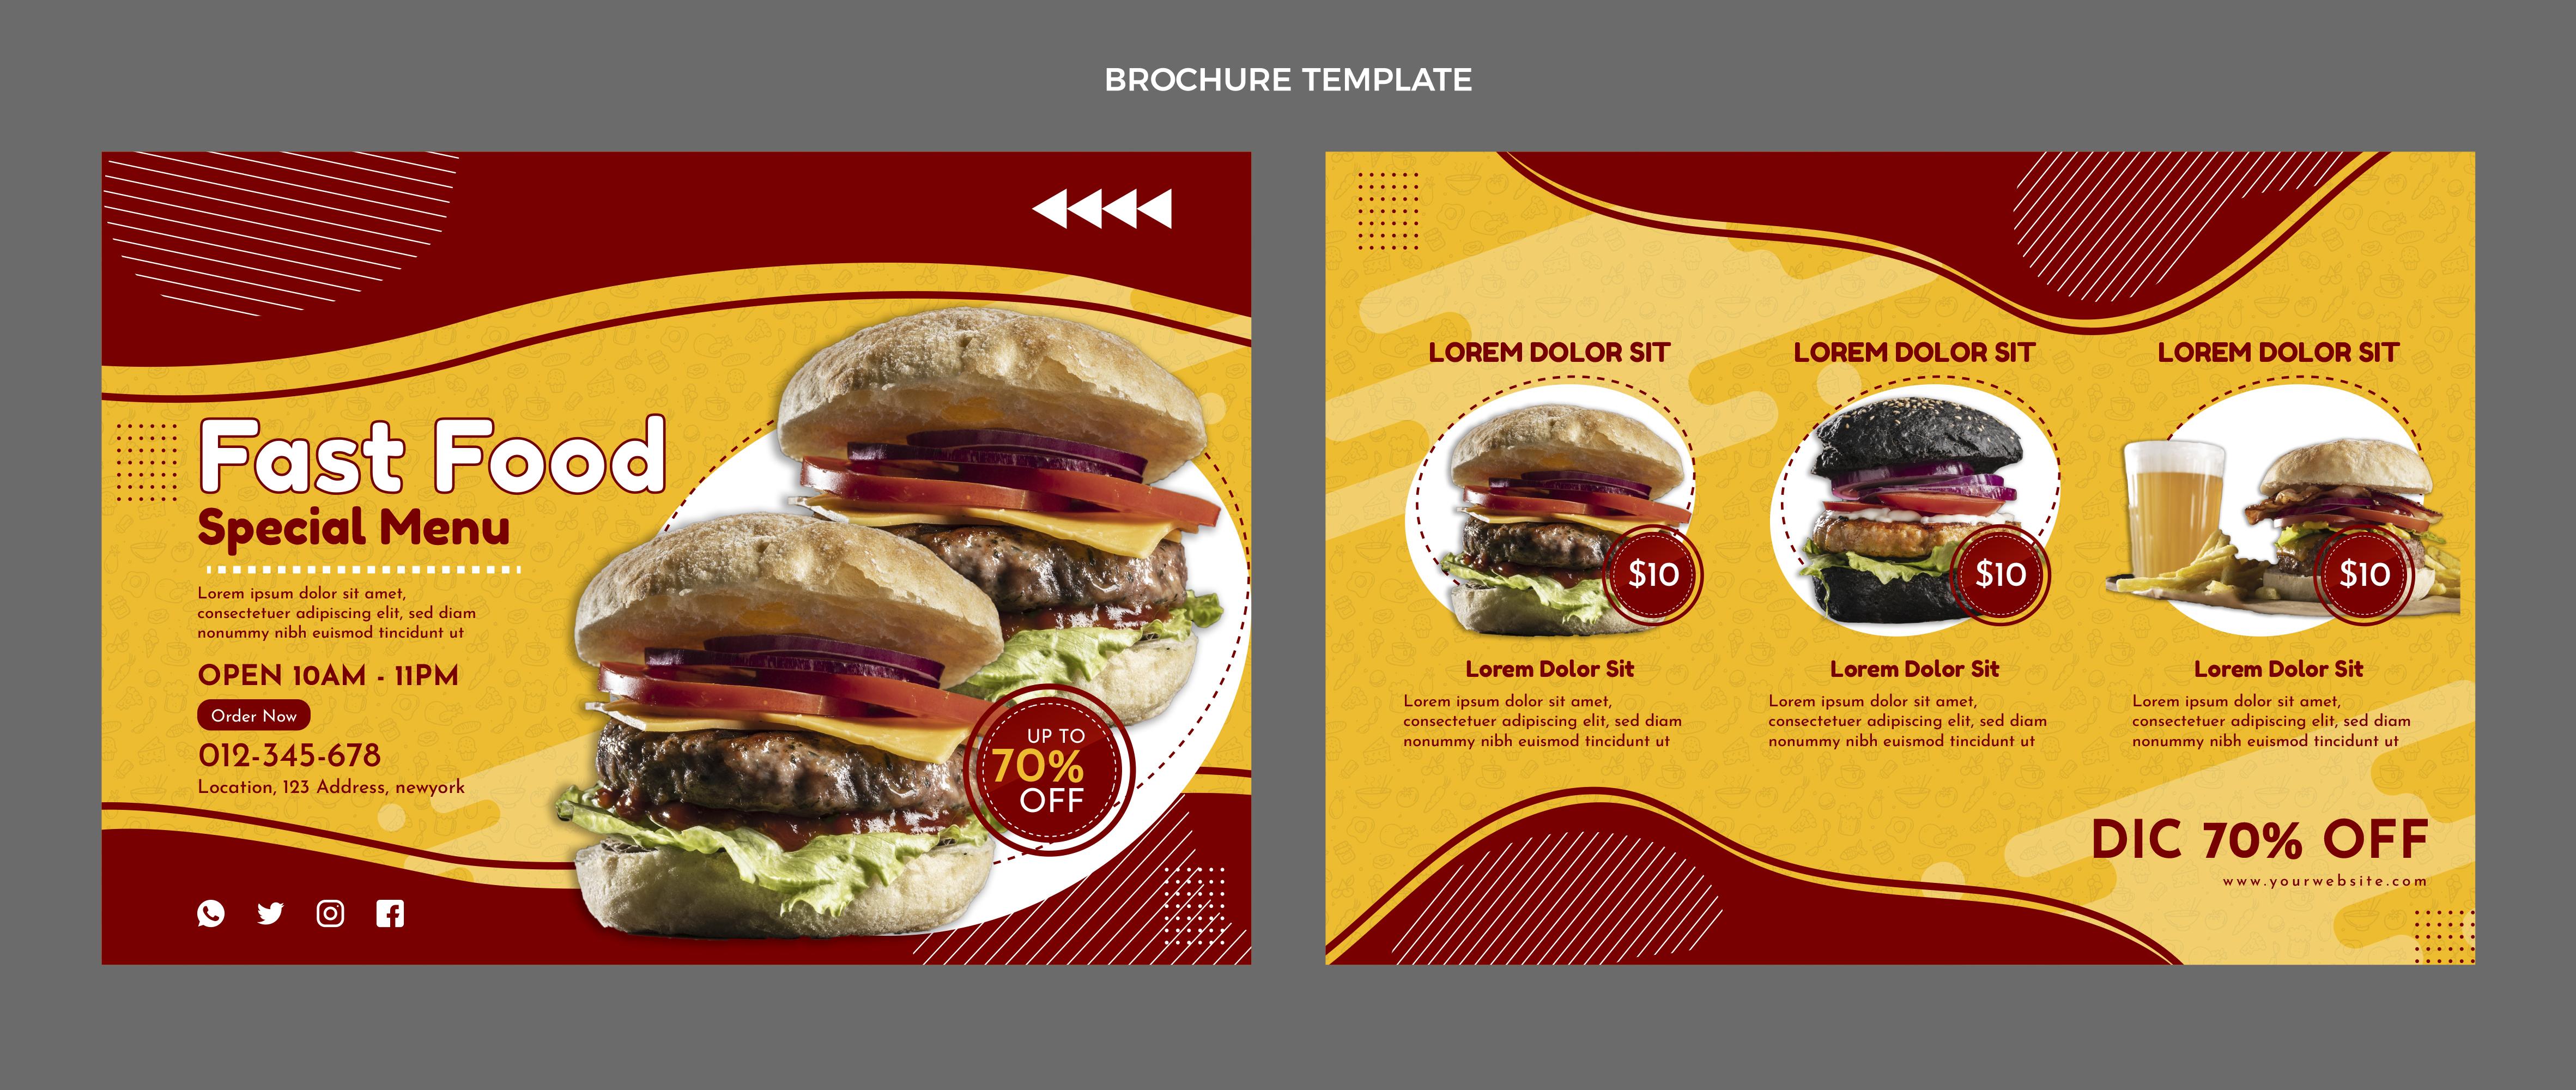 BROCHURE TEMPLATE
Fast Food
Special Menu
Lorem ipsum dolor sit amet,
consectetuer adipiscing elit, sed diam
nonummy nibh euismod tincidunt ut
OPEN 10AM - 11PM
Order Now
012-345-678
Location, 123 Address, newyork
UP TO
70%
OFF
LOREM DOLOR SIT
$10
Lorem Dolor Sit
Lorem ipsum dolor sit amet,
consectetuer adipiscing elit, sed diam
nonummy nibh euismod tincidunt ut
LOREM DOLOR SIT
$10
Lorem Dolor Sit
Lorem ipsum dolor sit amet,
consectetuer adipiscing elit, sed diam
nonummy nibh euismod tincidunt ut
LOREM DOLOR SIT
$10
Lorem Dolor Sit
Lorem ipsum dolor sit amet,
consectetuer adipiscing elit, sed diam
nonummy nibh euismod tincidunt ut
DIC 70% OFF
www.yourwebsite.com